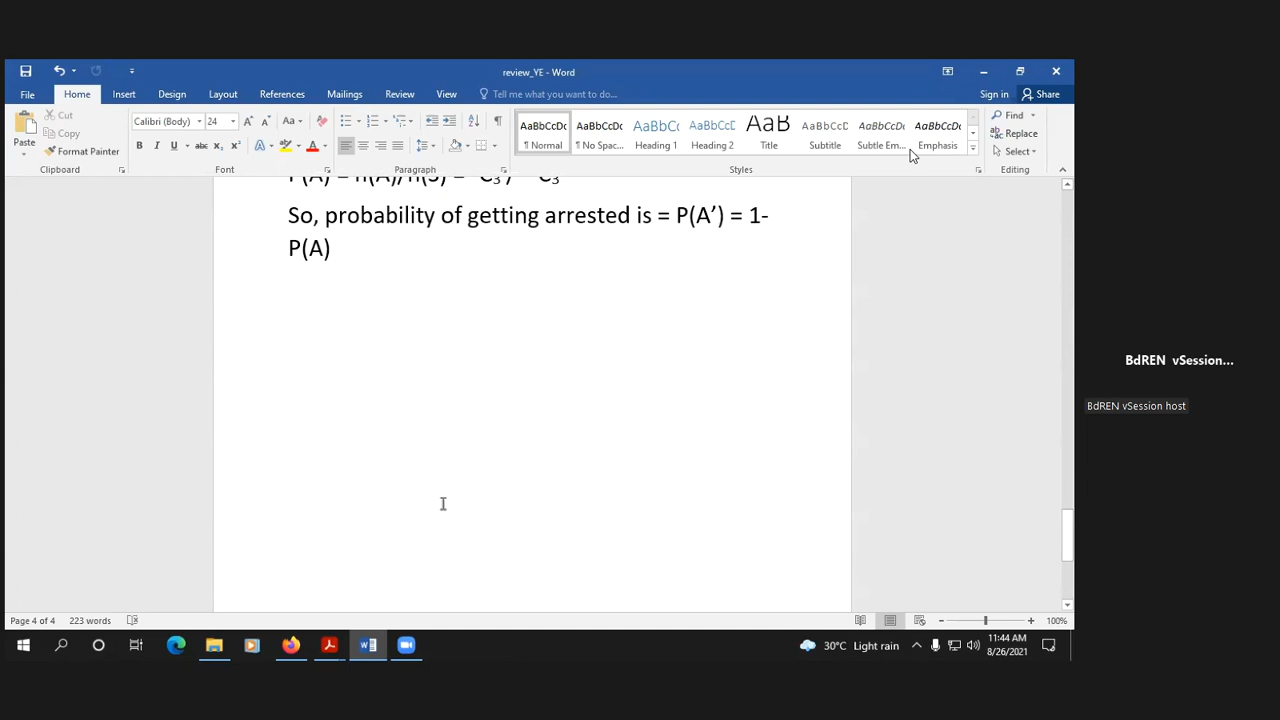 review_YE - Word
File Home Insert Design Layout References Mailings Review View Tell me what you want to do... Sign in Share
Paste Cut Copy Format Painter
Calibri (Body) 24
AaBbCcDc AaBbCcDc AaBbCc AaBbCcD AaB AaBbCcD AaBbCcDc AaBbCcDc
¶ Normal ¶ No Spac... Heading 1 Heading 2 Title Subtitle Subtle Em... Emphasis
Find Replace Select
Clipboard Font Paragraph Styles Editing
So, probability of getting arrested is = P(A’) = 1-
P(A)
BdREN vSession...
BdREN vSession host
Page 4 of 4 223 words 100%
30°C Light rain 11:44 AM
8/26/2021